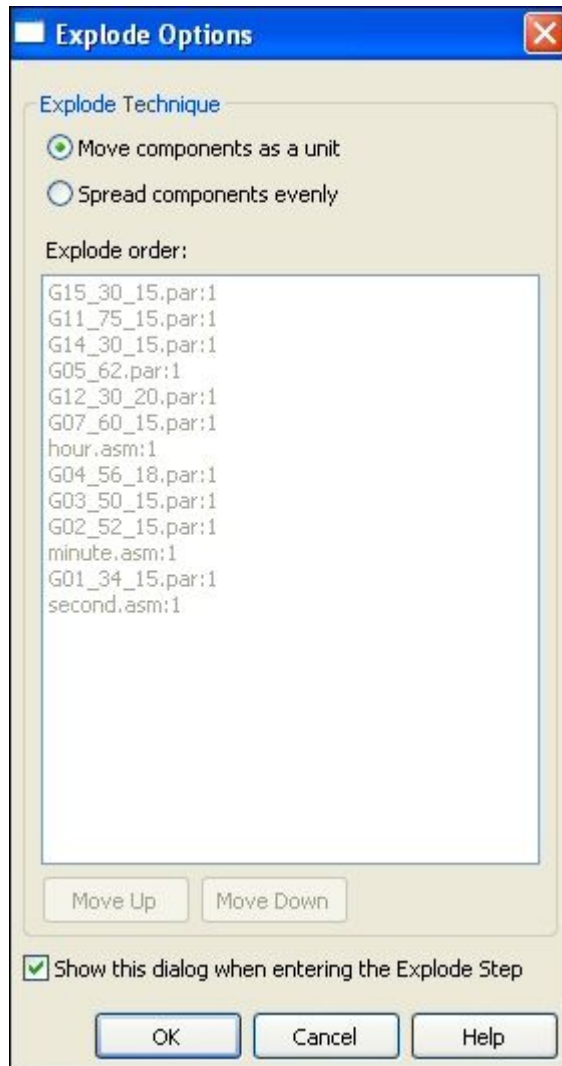 Explode Options
Explode Technique
Move components as a unit
Spread components evenly
Explode order:
G15_30_15.par:1
G11_75_15.par:1
G14_30_15.par:1
G05_62.par:1
G12_30_20.par:1
G07_60_15.par:1
hour.asm:1
G04_56_18.par:1
G03_50_15.par:1
G02_52_15.par:1
minute.asm:1
G01_34_15.par:1
second.asm:1
Move Up Move Down
Show this dialog when entering the Explode Step
OK Cancel Help